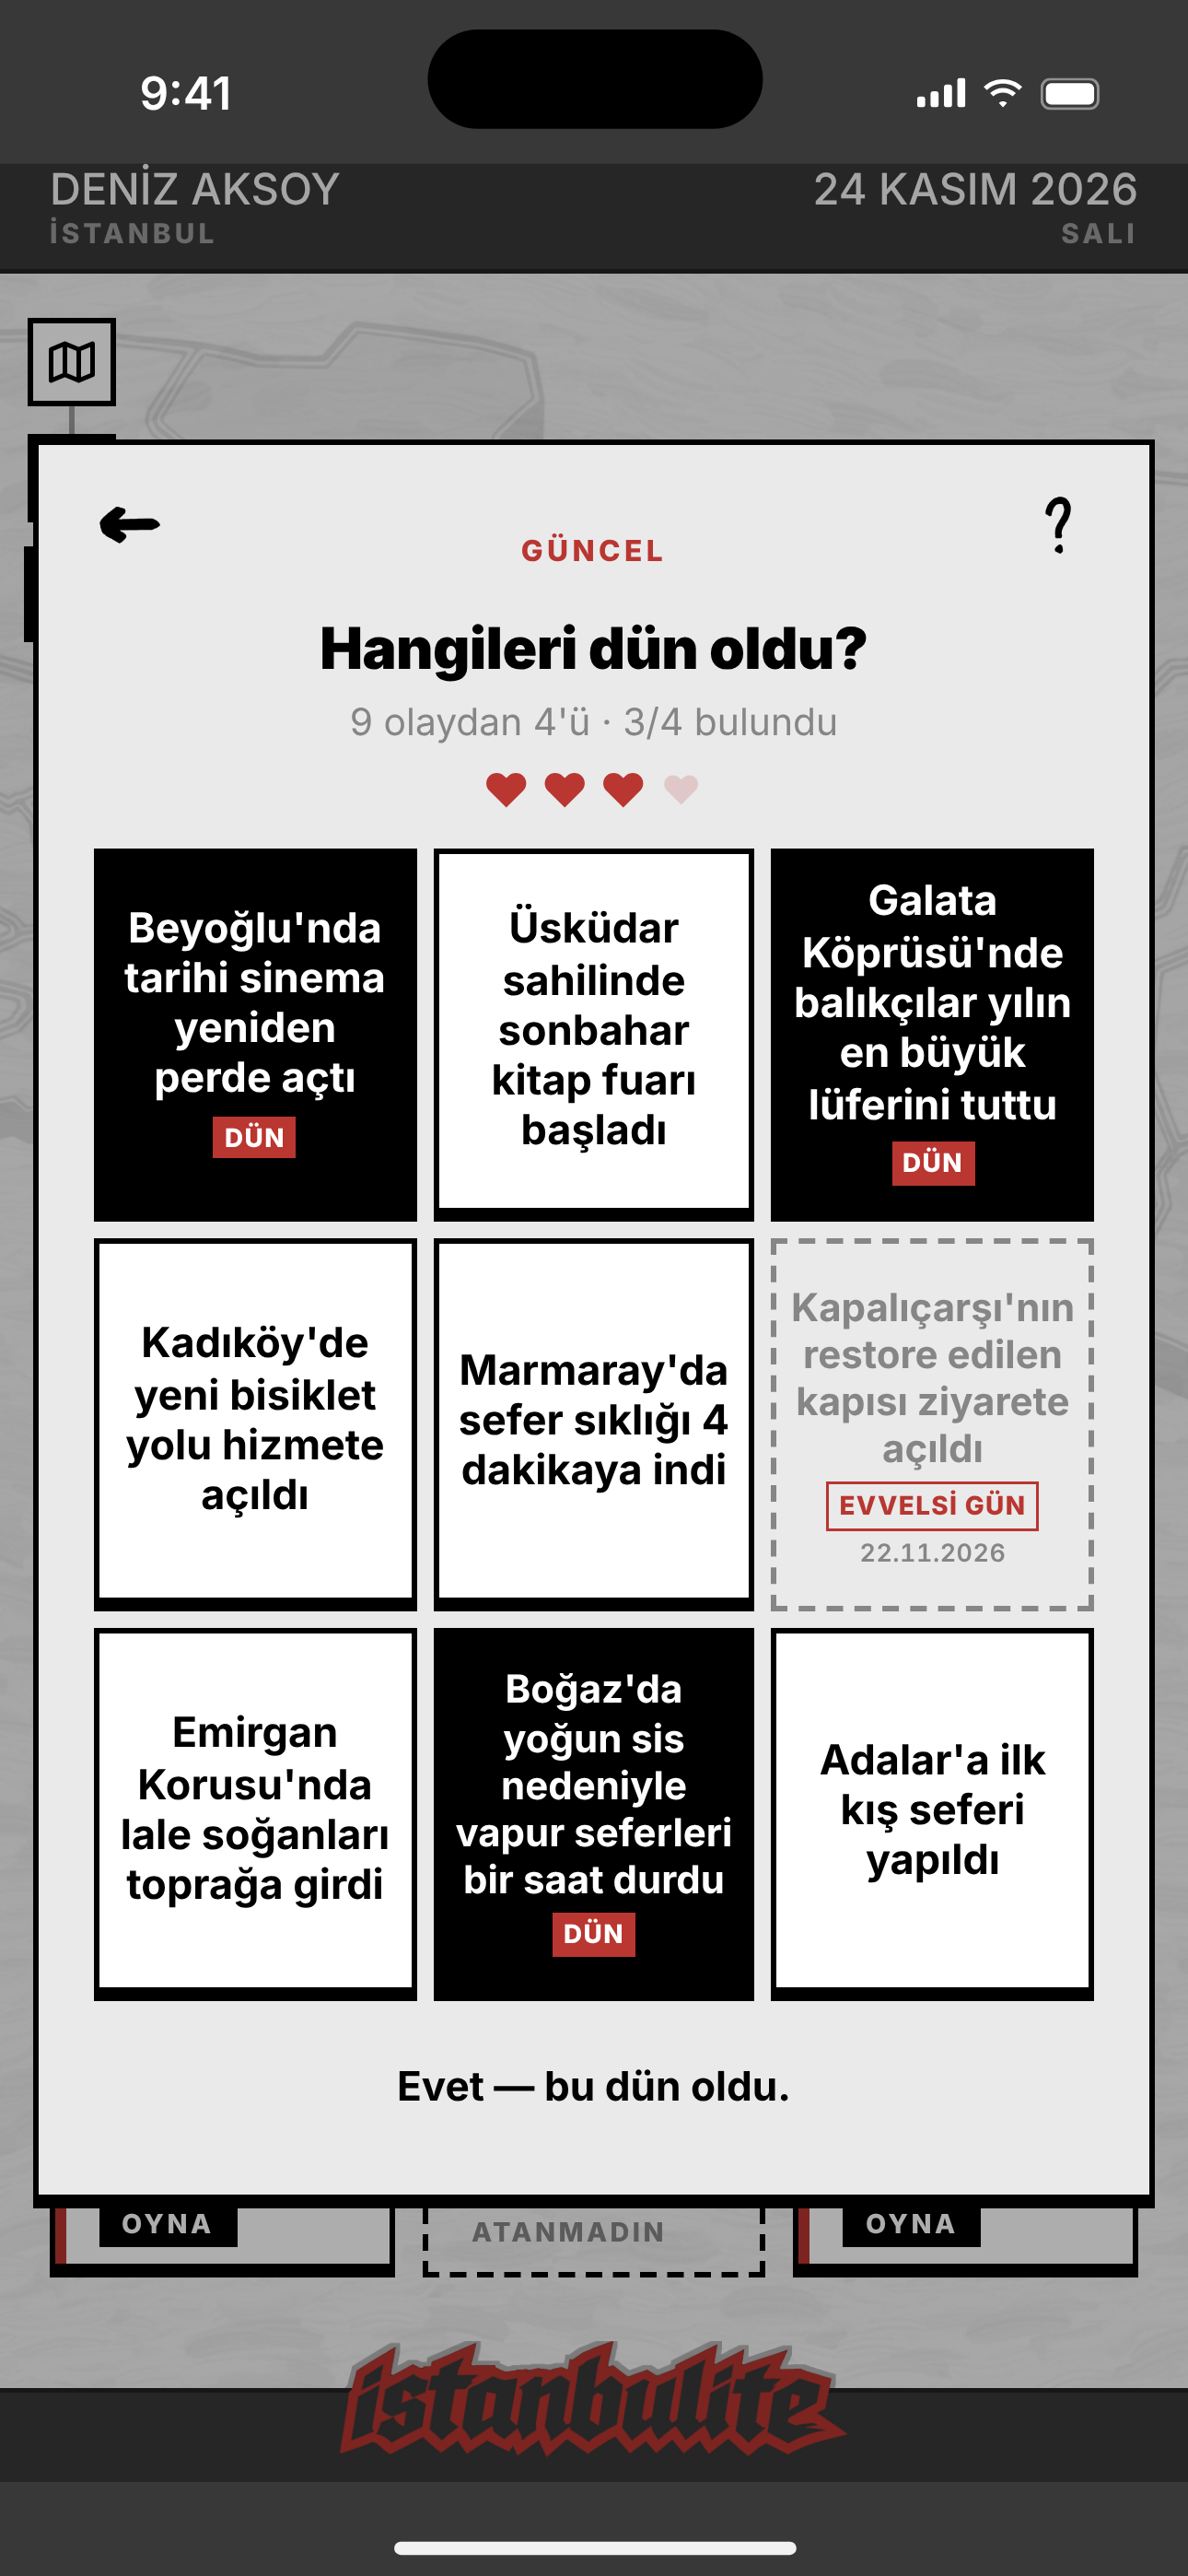 9:41
DENİZ AKSOY
24 KASIM 2026
İSTANBUL
SALI
GÜNCEL
?
Hangileri dün oldu?
9 olaydan 4'ü · 3/4 bulundu
Beyoğlu'nda
tarihi sinema
yeniden
perde açtı
DÜN
Üsküdar
sahilinde
sonbahar
kitap fuarı
başladı
Galata
Köprüsü'nde
balıkçılar yılın
en büyük
lüferini tuttu
DÜN
Kadıköy'de
yeni bisiklet
yolu hizmete
açıldı
Marmaray'da
sefer sıklığı 4
dakikaya indi
Kapalıçarşı'nın
restore edilen
kapısı ziyarete
açıldı
EVVELSİ GÜN
22.11.2026
Emirgan
Korusu'nda
lale soğanları
toprağa girdi
Boğaz'da
yoğun sis
nedeniyle
vapur seferleri
bir saat durdu
DÜN
Adalar'a ilk
kış seferi
yapıldı
Evet — bu dün oldu.
OYNA
ATANMADIN
OYNA
istanbulite